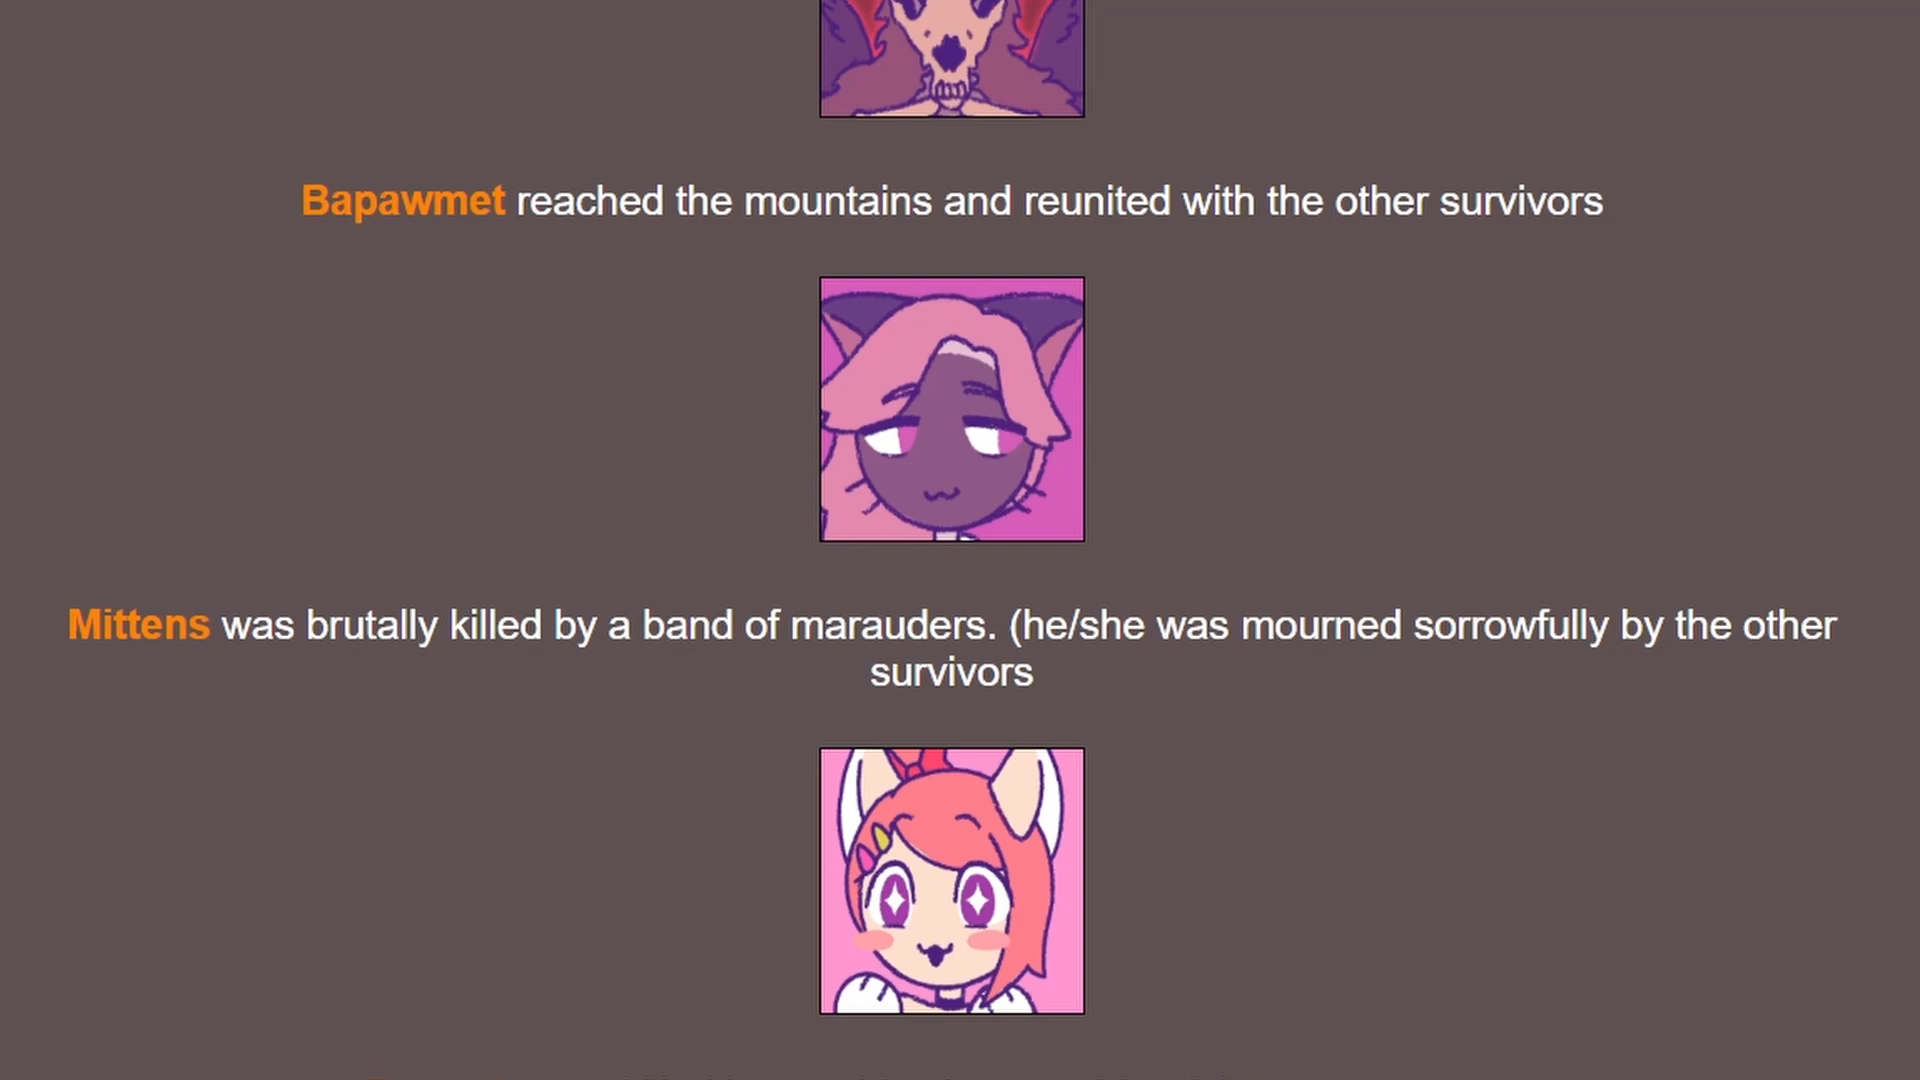 Bapawmet reached the mountains and reunited with the other survivors
Mittens was brutally killed by a band of marauders. (he/she was mourned sorrowfully by the other
survivors